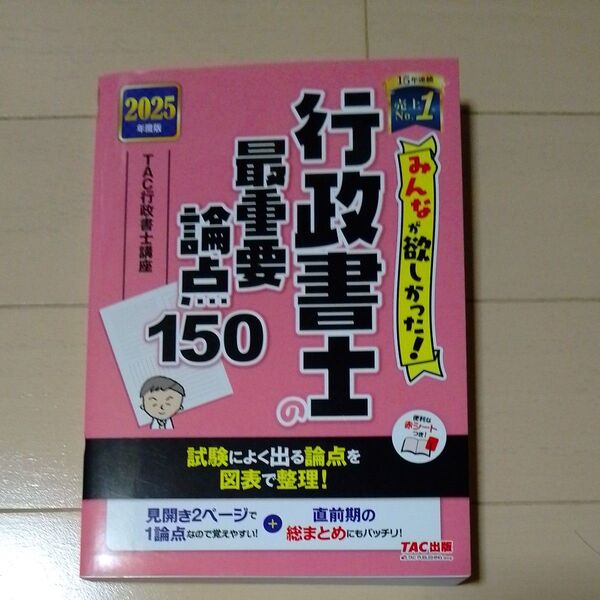 2025
年度版
TAC行政書士講座
15年連続
売上
No.1
みんなが欲しかった!
行政書士の
最重要
論点
150
便利な
赤シート
つき!
試験によく出る論点を
図表で整理!
見開き2ページで
1論点なので覚えやすい!
+
直前期の
総まとめにもバッチリ!
TAC出版
TAC PUBLISHING Group